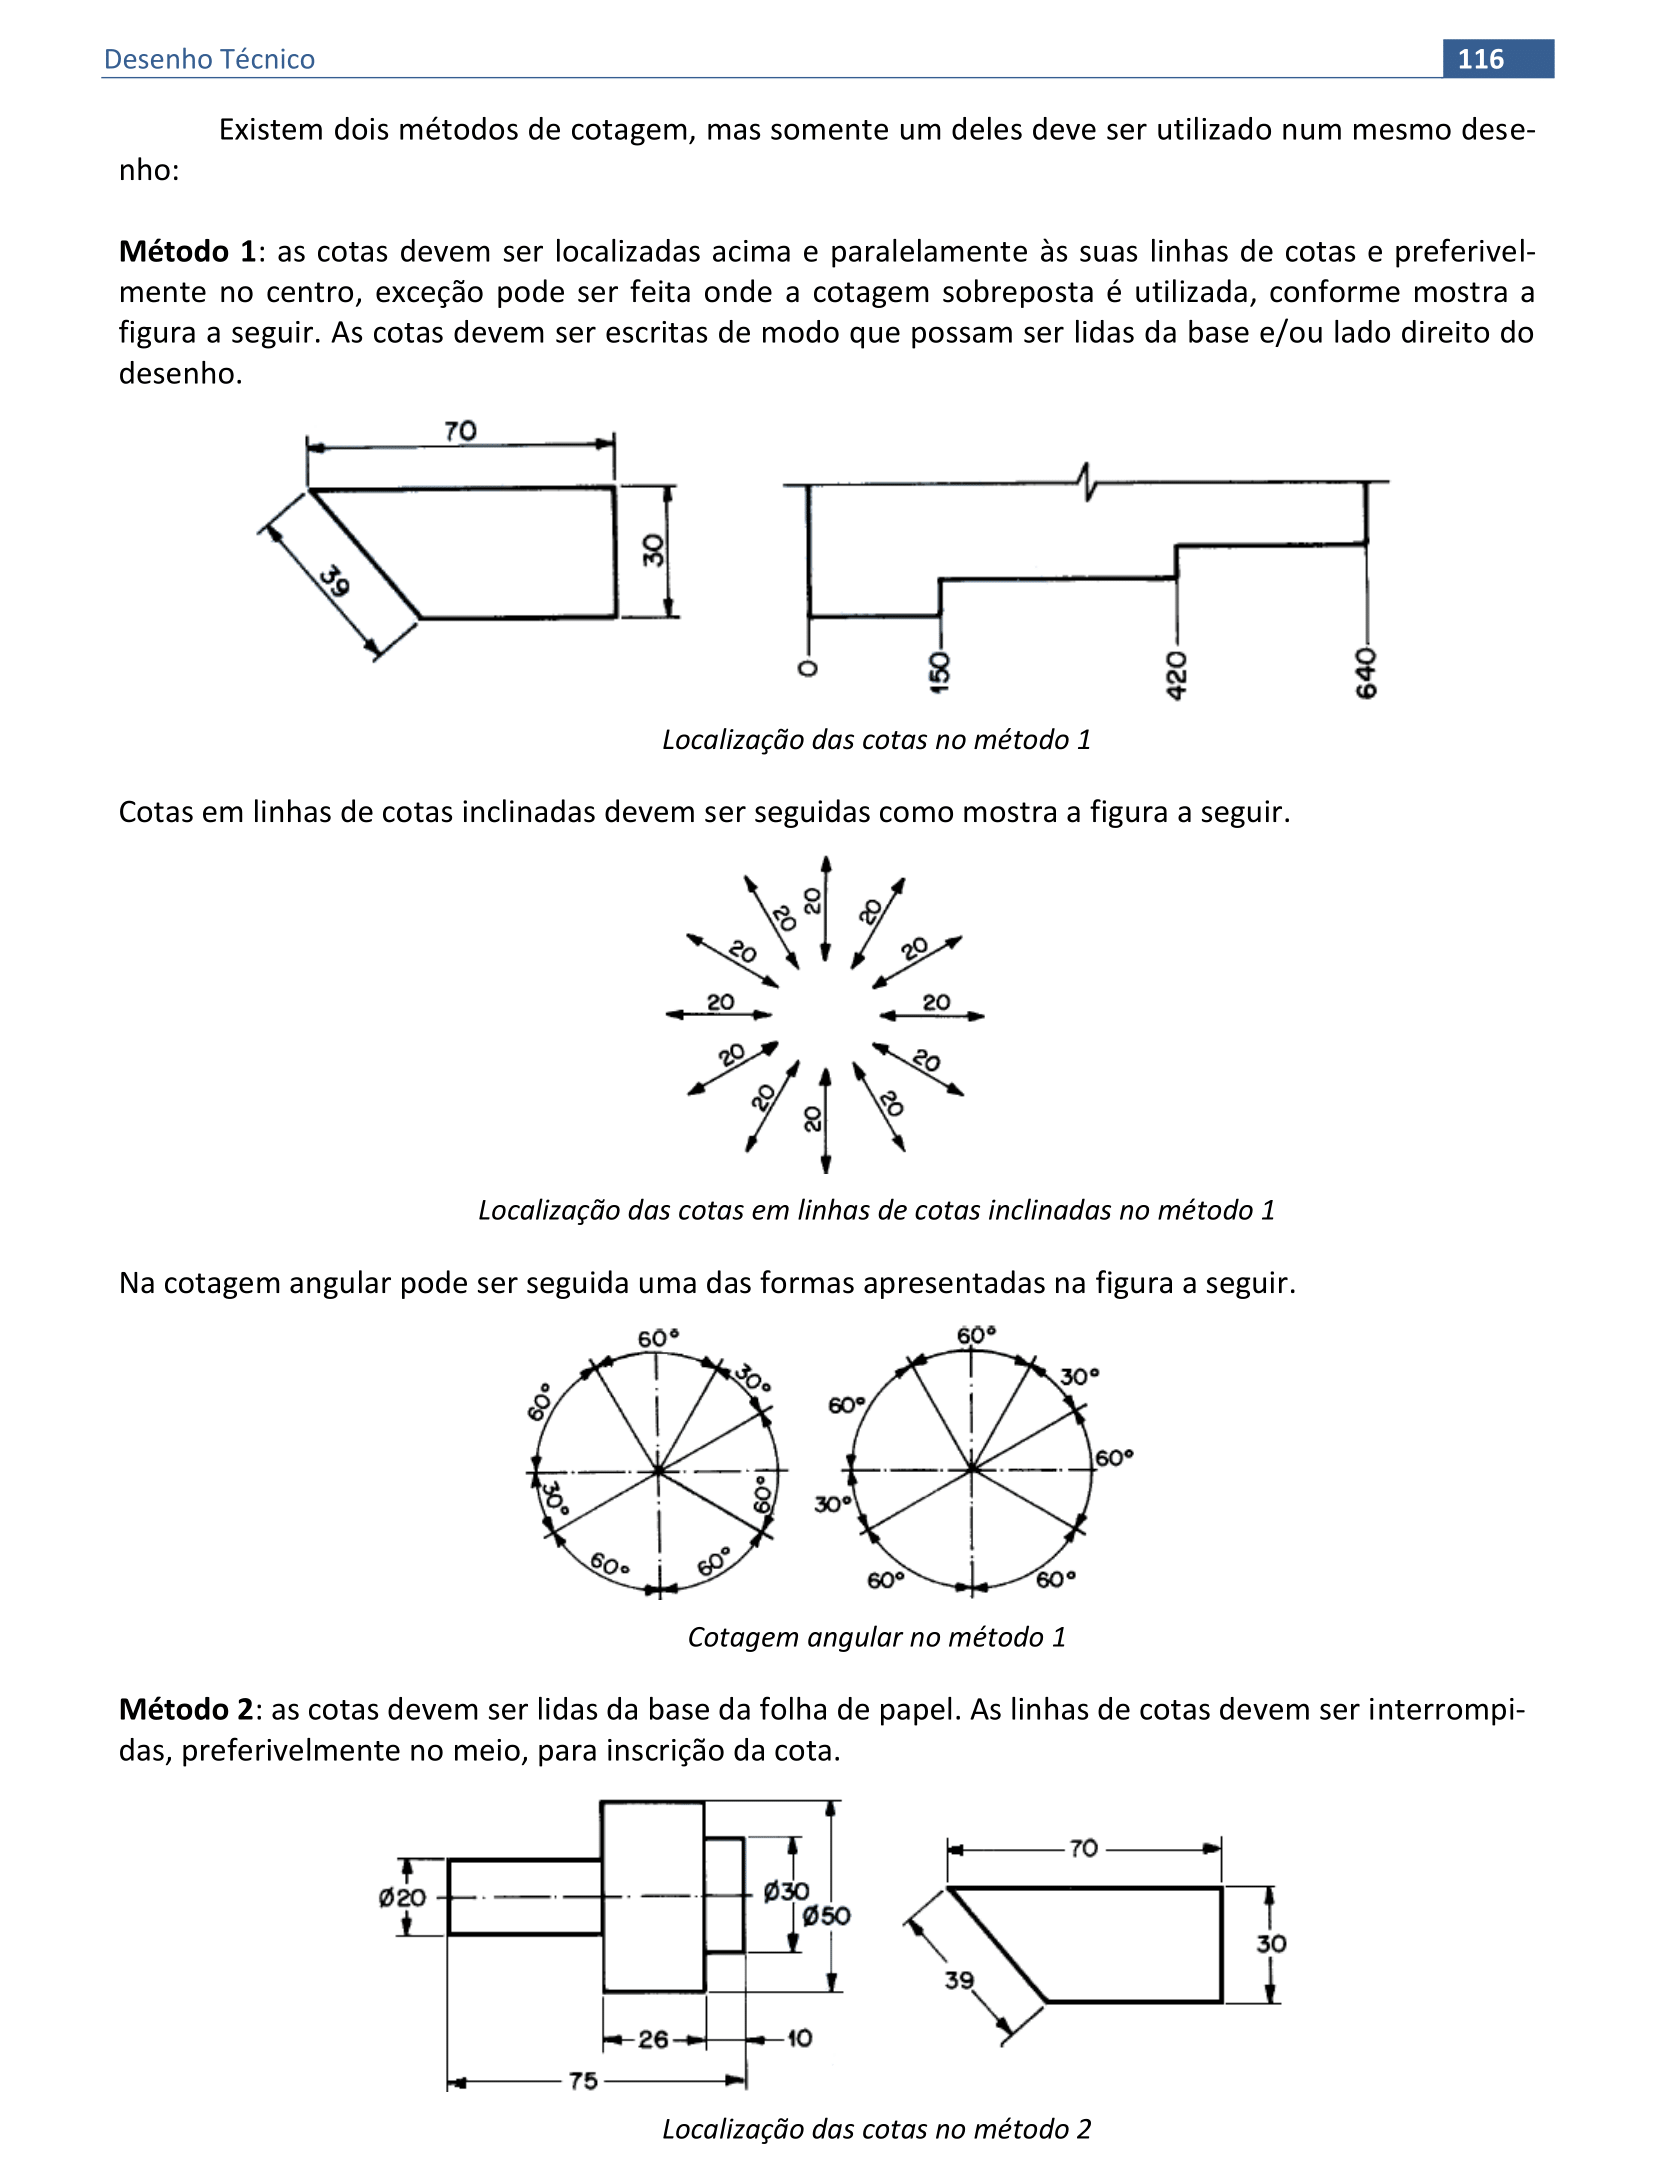 Desenho Técnico 116
Existem dois métodos de cotagem, mas somente um deles deve ser utilizado num mesmo dese-
nho:
Método 1: as cotas devem ser localizadas acima e paralelamente às suas linhas de cotas e preferivel-
mente no centro, exceção pode ser feita onde a cotagem sobreposta é utilizada, conforme mostra a
figura a seguir. As cotas devem ser escritas de modo que possam ser lidas da base e/ou lado direito do
desenho.
70
39
30
0
150
420
640
Localização das cotas no método 1
Cotas em linhas de cotas inclinadas devem ser seguidas como mostra a figura a seguir.
20
20
20
20
20
20
20
20
20
20
20
20
Localização das cotas em linhas de cotas inclinadas no método 1
Na cotagem angular pode ser seguida uma das formas apresentadas na figura a seguir.
60°
30°
60°
60°
60°
30°
60°
60°
30°
60°
60°
60°
30°
60°
Cotagem angular no método 1
Método 2: as cotas devem ser lidas da base da folha de papel. As linhas de cotas devem ser interrompi-
das, preferivelmente no meio, para inscrição da cota.
Ø20
Ø30
Ø50
26
10
75
70
39
30
Localização das cotas no método 2